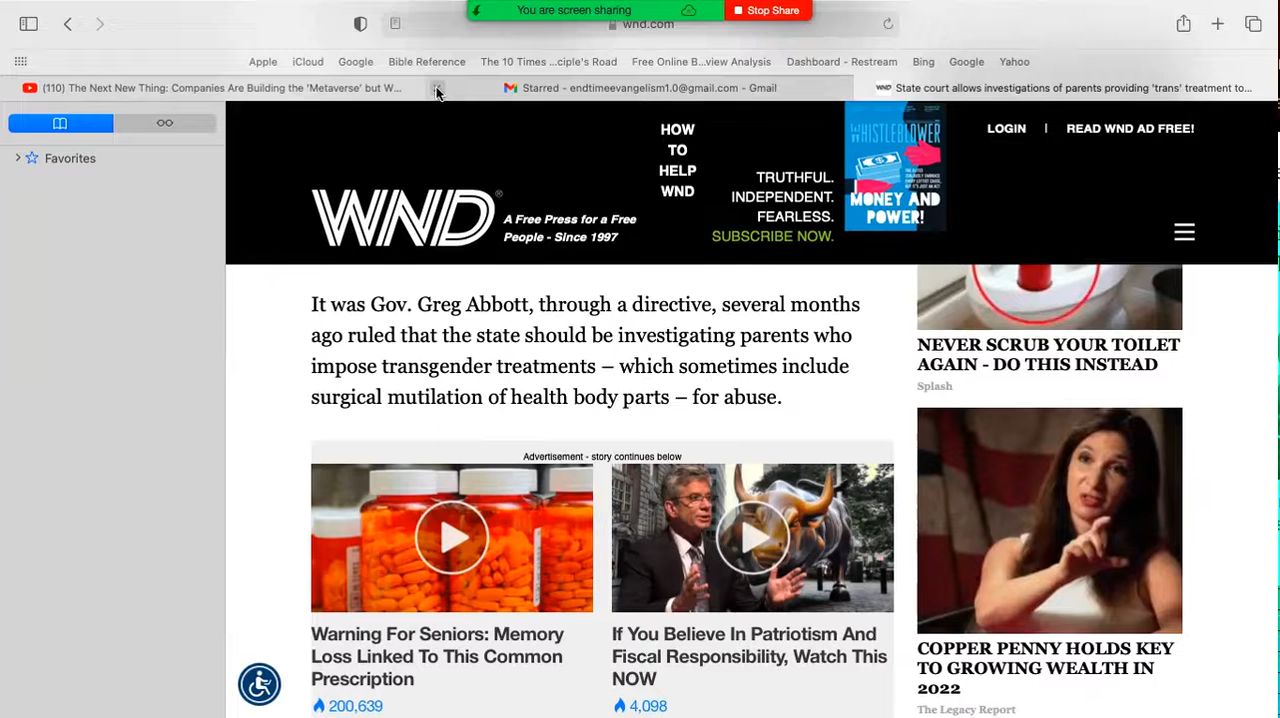 You are screen sharing
Stop Share
wnd.com
Apple
iCloud
Google
Bible Reference
The 10 Times ...ciple's Road
Free Online B...view Analysis
Dashboard - Restream
Bing
Google
Yahoo
(110) The Next New Thing: Companies Are Building the 'Metaverse' but W...
Starred - endtimeevangelism1.0@gmail.com - Gmail
WND
State court allows investigations of parents providing 'trans' treatment to...
Favorites
WND®
A Free Press for a Free
People - Since 1997
HOW
TO
HELP
WND
TRUTHFUL.
INDEPENDENT.
FEARLESS.
SUBSCRIBE NOW.
WHISTLEBLOWER
MONEY AND
POWER!
LOGIN
|
READ WND AD FREE!
It was Gov. Greg Abbott, through a directive, several months
ago ruled that the state should be investigating parents who
impose transgender treatments – which sometimes include
surgical mutilation of health body parts – for abuse.
Advertisement - story continues below
Warning For Seniors: Memory
Loss Linked To This Common
Prescription
200,639
If You Believe In Patriotism And
Fiscal Responsibility, Watch This
NOW
4,098
NEVER SCRUB YOUR TOILET
AGAIN - DO THIS INSTEAD
Splash
COPPER PENNY HOLDS KEY
TO GROWING WEALTH IN
2022
The Legacy Report